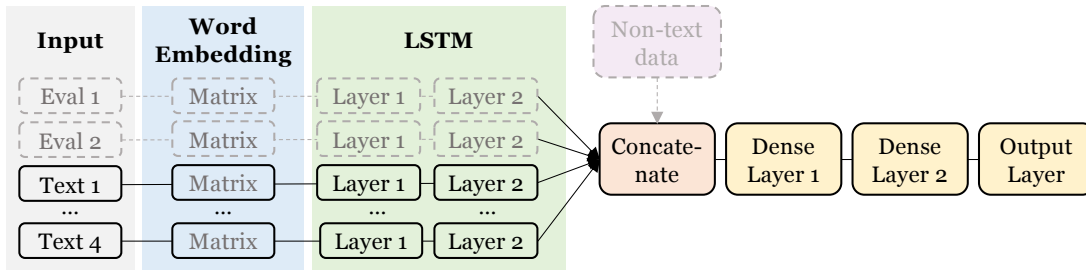 Input
Word
Embedding
LSTM
Non-text
data
Eval 1
Matrix
Layer 1
Layer 2
Eval 2
Matrix
Layer 1
Layer 2
Text 1
Matrix
Layer 1
Layer 2
...
...
...
...
Text 4
Matrix
Layer 1
Layer 2
Concate-
nate
Dense
Layer 1
Dense
Layer 2
Output
Layer